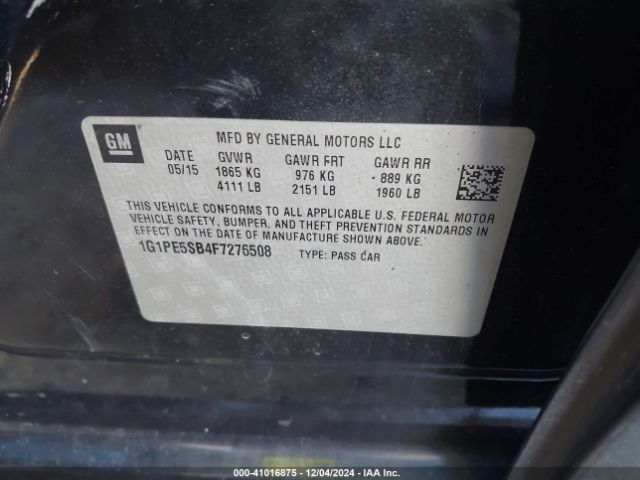 GM
MFD BY GENERAL MOTORS LLC
DATE GVWR GAWR FRT GAWR RR
05/15 1865 KG 976 KG 889 KG
4111 LB 2151 LB 1960 LB
THIS VEHICLE CONFORMS TO ALL APPLICABLE U.S. FEDERAL MOTOR
VEHICLE SAFETY, BUMPER, AND THEFT PREVENTION STANDARDS IN
EFFECT ON THE DATE OF MANUFACTURE SHOWN ABOVE.
1G1PE5SB4F7276508 TYPE: PASS CAR
000-41016875 - 12/04/2024 - IAA Inc.